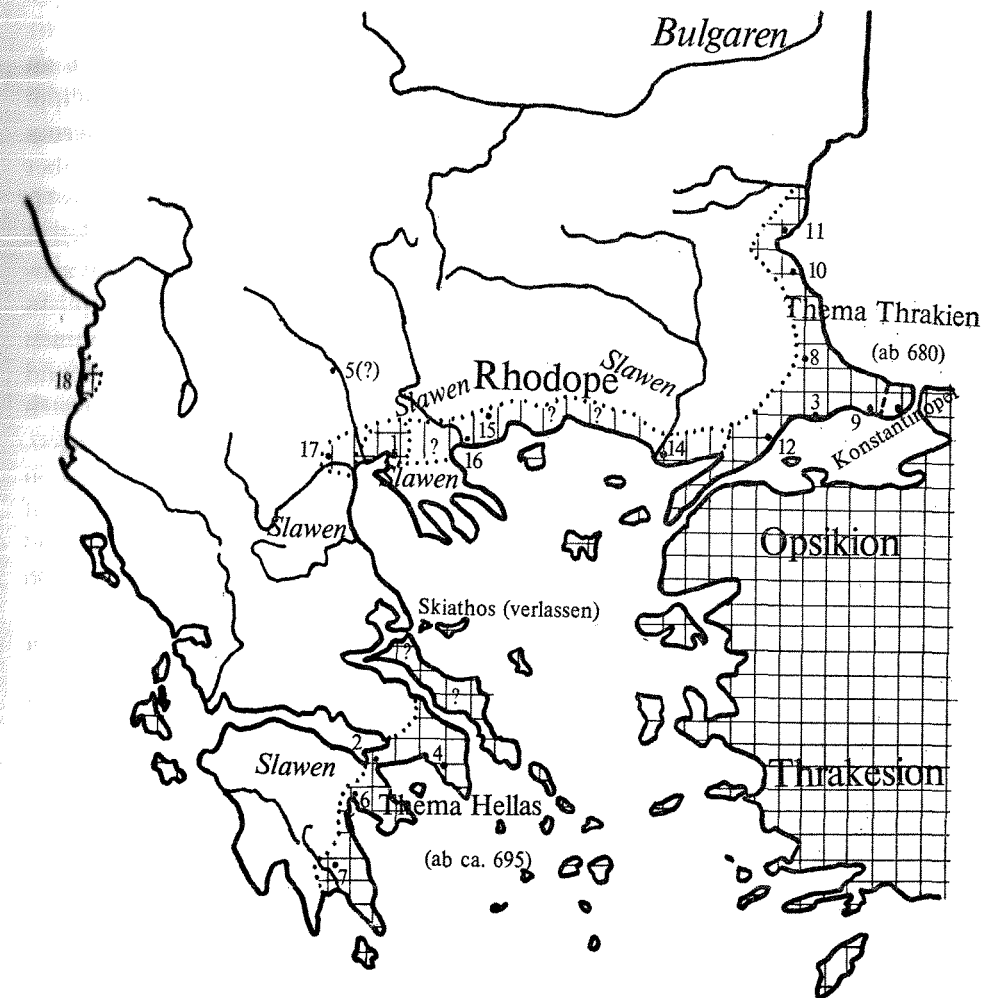 Bulgaren
11
10
Thema Thrakien
(ab 680)
8
18
5(?)
Rhodope
Slawen
Slawen
3
9
Konstantinopel
17
1
?
15
?
?
14
12
16
Slawen
Slawen
Opsikion
Skiathos (verlassen)
?
?
2
4
Slawen
Thrakesion
6
Thema Hellas
(ab ca. 695)
7